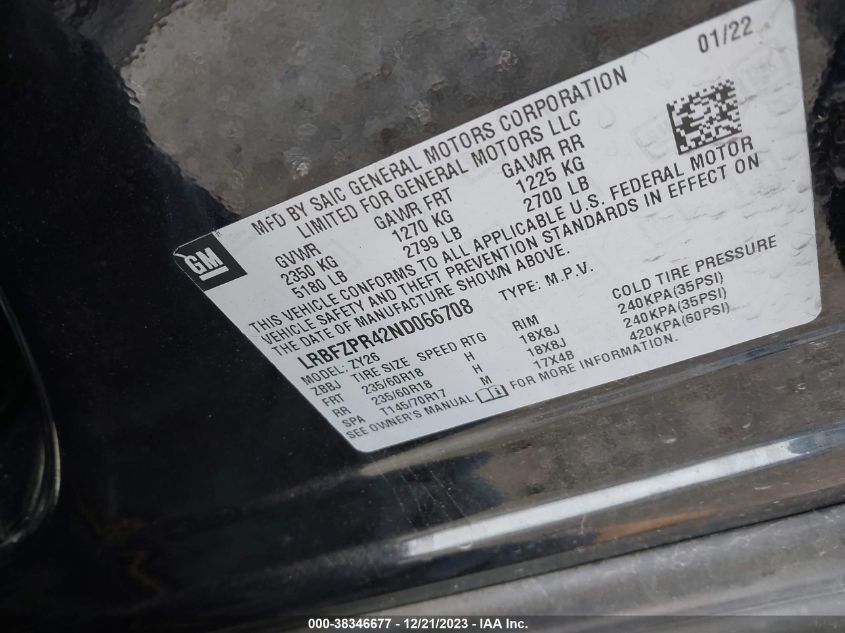 01/22
MFD BY SAIC GENERAL MOTORS CORPORATION
LIMITED FOR GENERAL MOTORS LLC
GVWR GAWR FRT GAWR RR
2350 KG 1270 KG 1225 KG
5180 LB 2799 LB 2700 LB
GM
THIS VEHICLE CONFORMS TO ALL APPLICABLE U.S. FEDERAL MOTOR
VEHICLE SAFETY AND THEFT PREVENTION STANDARDS IN EFFECT ON
THE DATE OF MANUFACTURE SHOWN ABOVE.
LRBFZPR42ND066708 TYPE: M.P.V.
MODEL: ZY26
ZBBJ TIRE SIZE SPEED RTG RIM COLD TIRE PRESSURE
FRT 235/60R18 H 18X8J 240KPA(35PSI)
RR 235/60R18 H 18X8J 240KPA(35PSI)
SPA T145/70R17 M 17X4B 420KPA(60PSI)
SEE OWNER'S MANUAL FOR MORE INFORMATION.
000-38346677 - 12/21/2023 - IAA Inc.